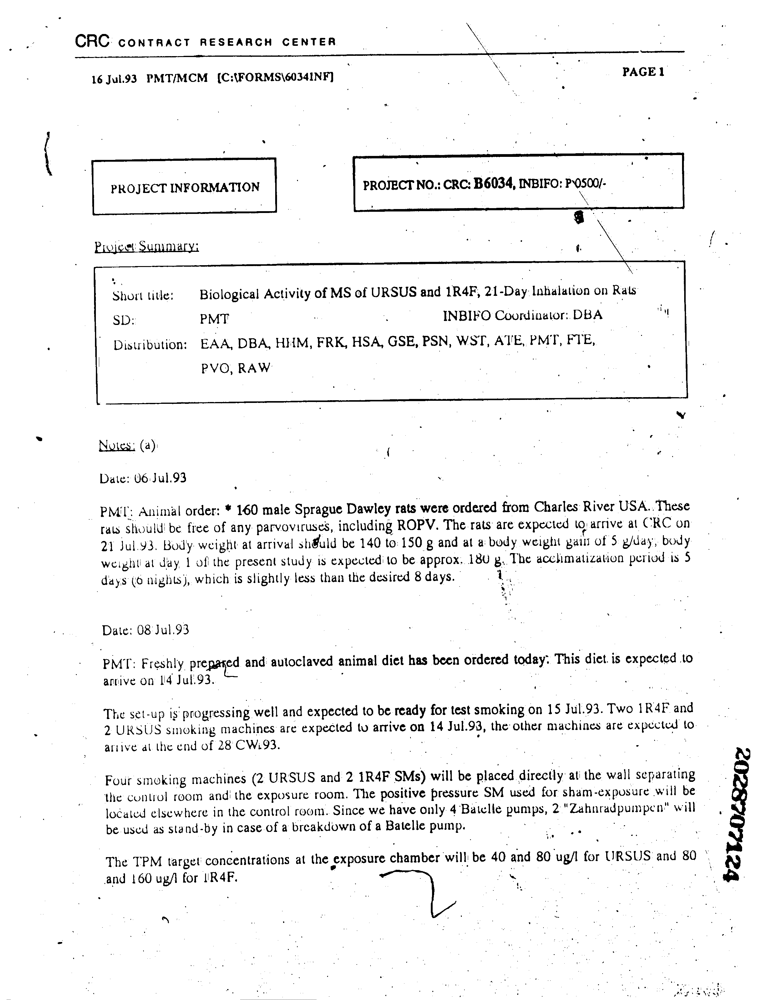 CRC CONTRACT RESEARCH CENTER
16 Jul.93 PMT/MCM [C:\FORMS\6034INF]
PAGE 1
PROJECT INFORMATION
PROJECT NO.: CRC: B6034, INBIFO: P0500/-
Project Summary:
Short title: Biological Activity of MS of URSUS and 1R4F, 21-Day Inhalation on Rats
SD: PMT INBIFO Coordinator: DBA
Distribution: EAA, DBA, HHM, FRK, HSA, GSE, PSN, WST, ATE, PMT, FTE,
PVO, RAW
Notes: (a)
Date: 06 Jul.93
PMT: Animal order: * 160 male Sprague Dawley rats were ordered from Charles River USA. These
rats should be free of any parvoviruses, including ROPV. The rats are expected to arrive at CRC on
21 Jul.93. Body weight at arrival should be 140 to 150 g and at a body weight gain of 5 g/day, body
weight at day 1 of the present study is expected to be approx. 180 g. The acclimatization period is 5
days (6 nights), which is slightly less than the desired 8 days.
Date: 08 Jul.93
PMT: Freshly prepared and autoclaved animal diet has been ordered today. This diet is expected to
arrive on 14 Jul.93.
The set-up is progressing well and expected to be ready for test smoking on 15 Jul.93. Two 1R4F and
2 URSUS smoking machines are expected to arrive on 14 Jul.93, the other machines are expected to
arrive at the end of 28 CW.93.
Four smoking machines (2 URSUS and 2 1R4F SMs) will be placed directly at the wall separating
the control room and the exposure room. The positive pressure SM used for sham-exposure will be
located elsewhere in the control room. Since we have only 4 Batelle pumps, 2 "Zahnradpumpen" will
be used as stand-by in case of a breakdown of a Batelle pump.
The TPM target concentrations at the exposure chamber will be 40 and 80 ug/l for URSUS and 80
and 160 ug/l for 1R4F.
2028707124